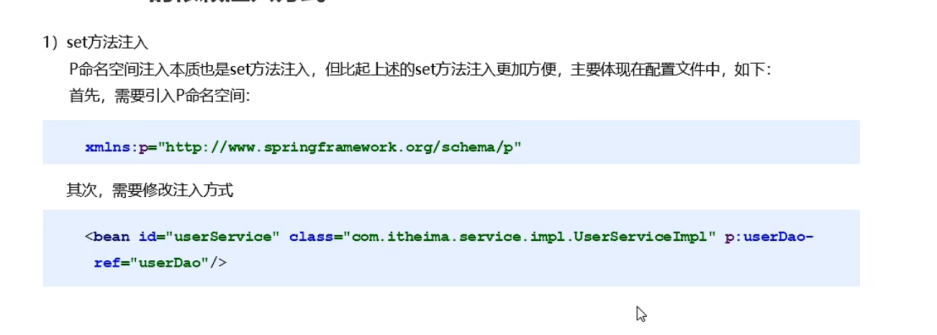 1）set方法注入
P命名空间注入本质也是set方法注入，但比起上述的set方法注入更加方便，主要体现在配置文件中，如下：
首先，需要引入P命名空间：
xmlns:p="http://www.springframework.org/schema/p"
其次，需要修改注入方式
<bean id="userService" class="com.itheima.service.impl.UserServiceImpl" p:userDao-
ref="userDao"/>